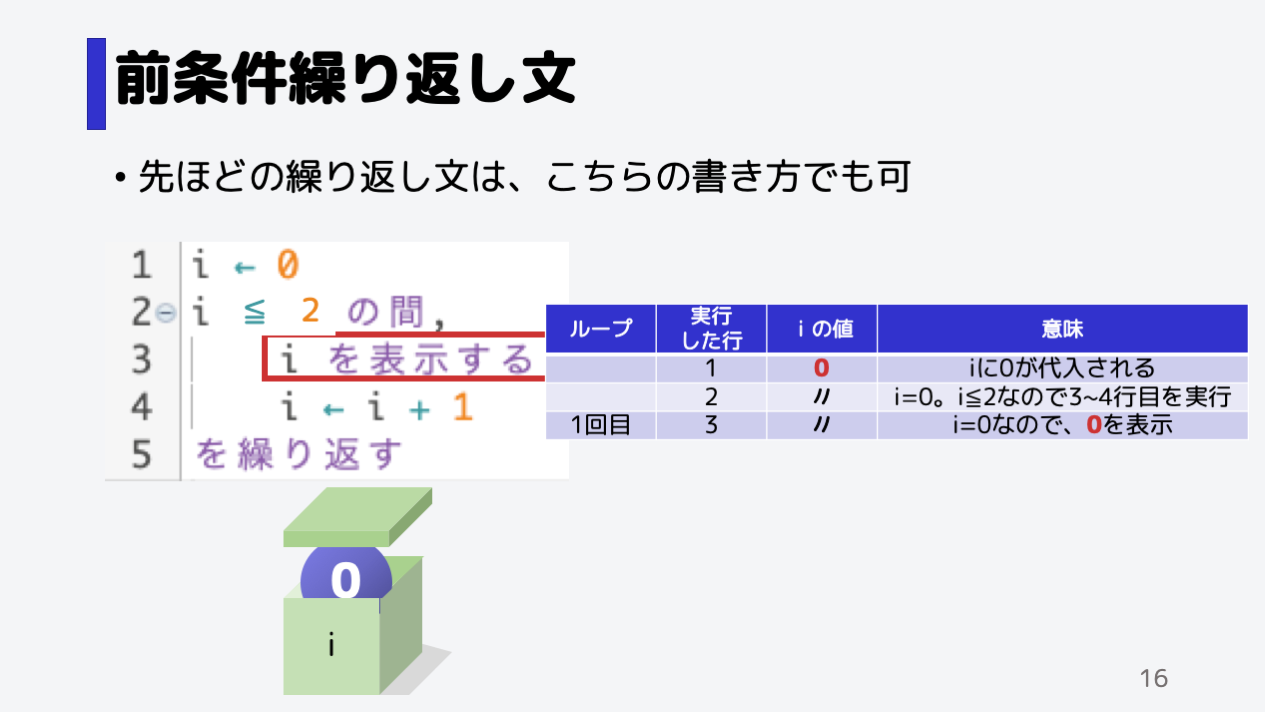 前条件繰り返し文
• 先ほどの繰り返し文は、こちらの書き方でも可
1 i ← 0
2 i ≦ 2 の間,
3 i を表示する
4 i ← i + 1
5 を繰り返す
ループ 実行した行 i の値 意味
1 0 iに0が代入される
2 〃 i=0。i≦2なので3~4行目を実行
1回目 3 〃 i=0なので、0を表示
0
i
16